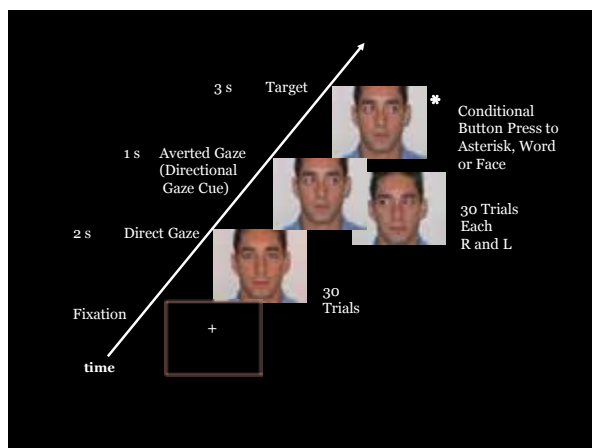 3 s Target
*
Conditional
Button Press to
Asterisk, Word
or Face
1 s Averted Gaze
(Directional
Gaze Cue)
30 Trials
Each
R and L
2 s Direct Gaze
30
Trials
Fixation
+
time